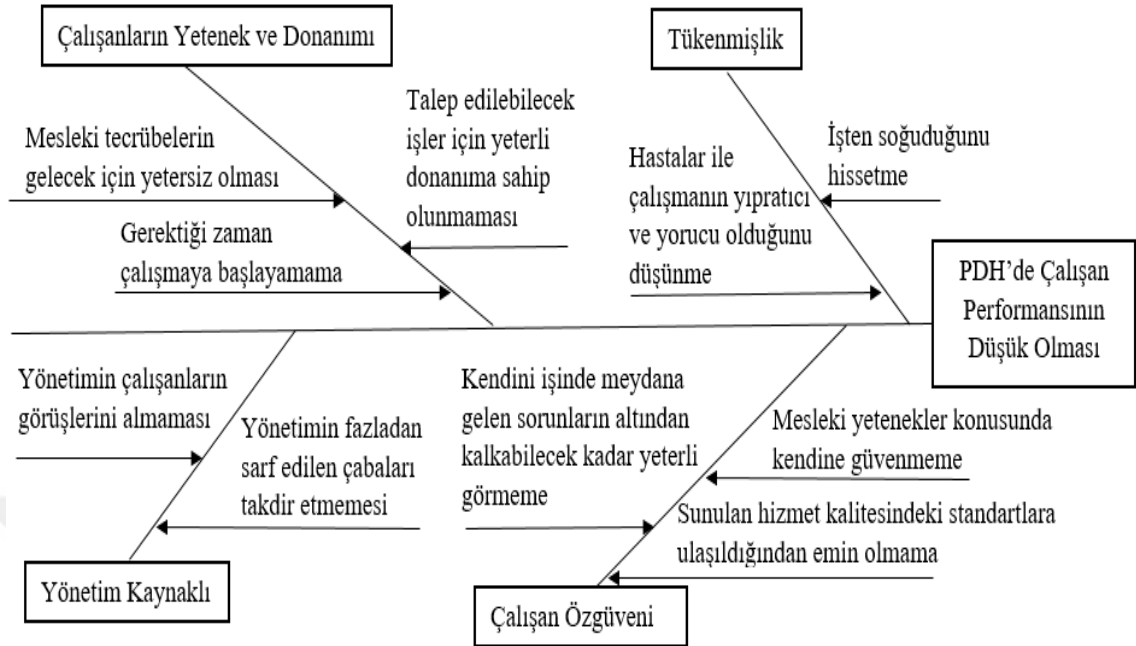 Çalışanların Yetenek ve Donanımı
Tükenmişlik
Mesleki tecrübelerin
gelecek için yetersiz olması
Talep edilebilecek
işler için yeterli
donanıma sahip
olunmaması
Gerektiği zaman
çalışmaya başlayamama
Hastalar ile
çalışmanın yıpratıcı
ve yorucu olduğunu
düşünme
İşten soğuduğunu
hissetme
PDH’de Çalışan
Performansının
Düşük Olması
Yönetimin çalışanların
görüşlerini almaması
Yönetimin fazladan
sarf edilen çabaları
takdir etmemesi
Kendini işinde meydana
gelen sorunların altından
kalkabilecek kadar yeterli
görmeme
Mesleki yetenekler konusunda
kendine güvenmeme
Sunulan hizmet kalitesindeki standartlara
ulaşıldığından emin olmama
Yönetim Kaynaklı
Çalışan Özgüveni